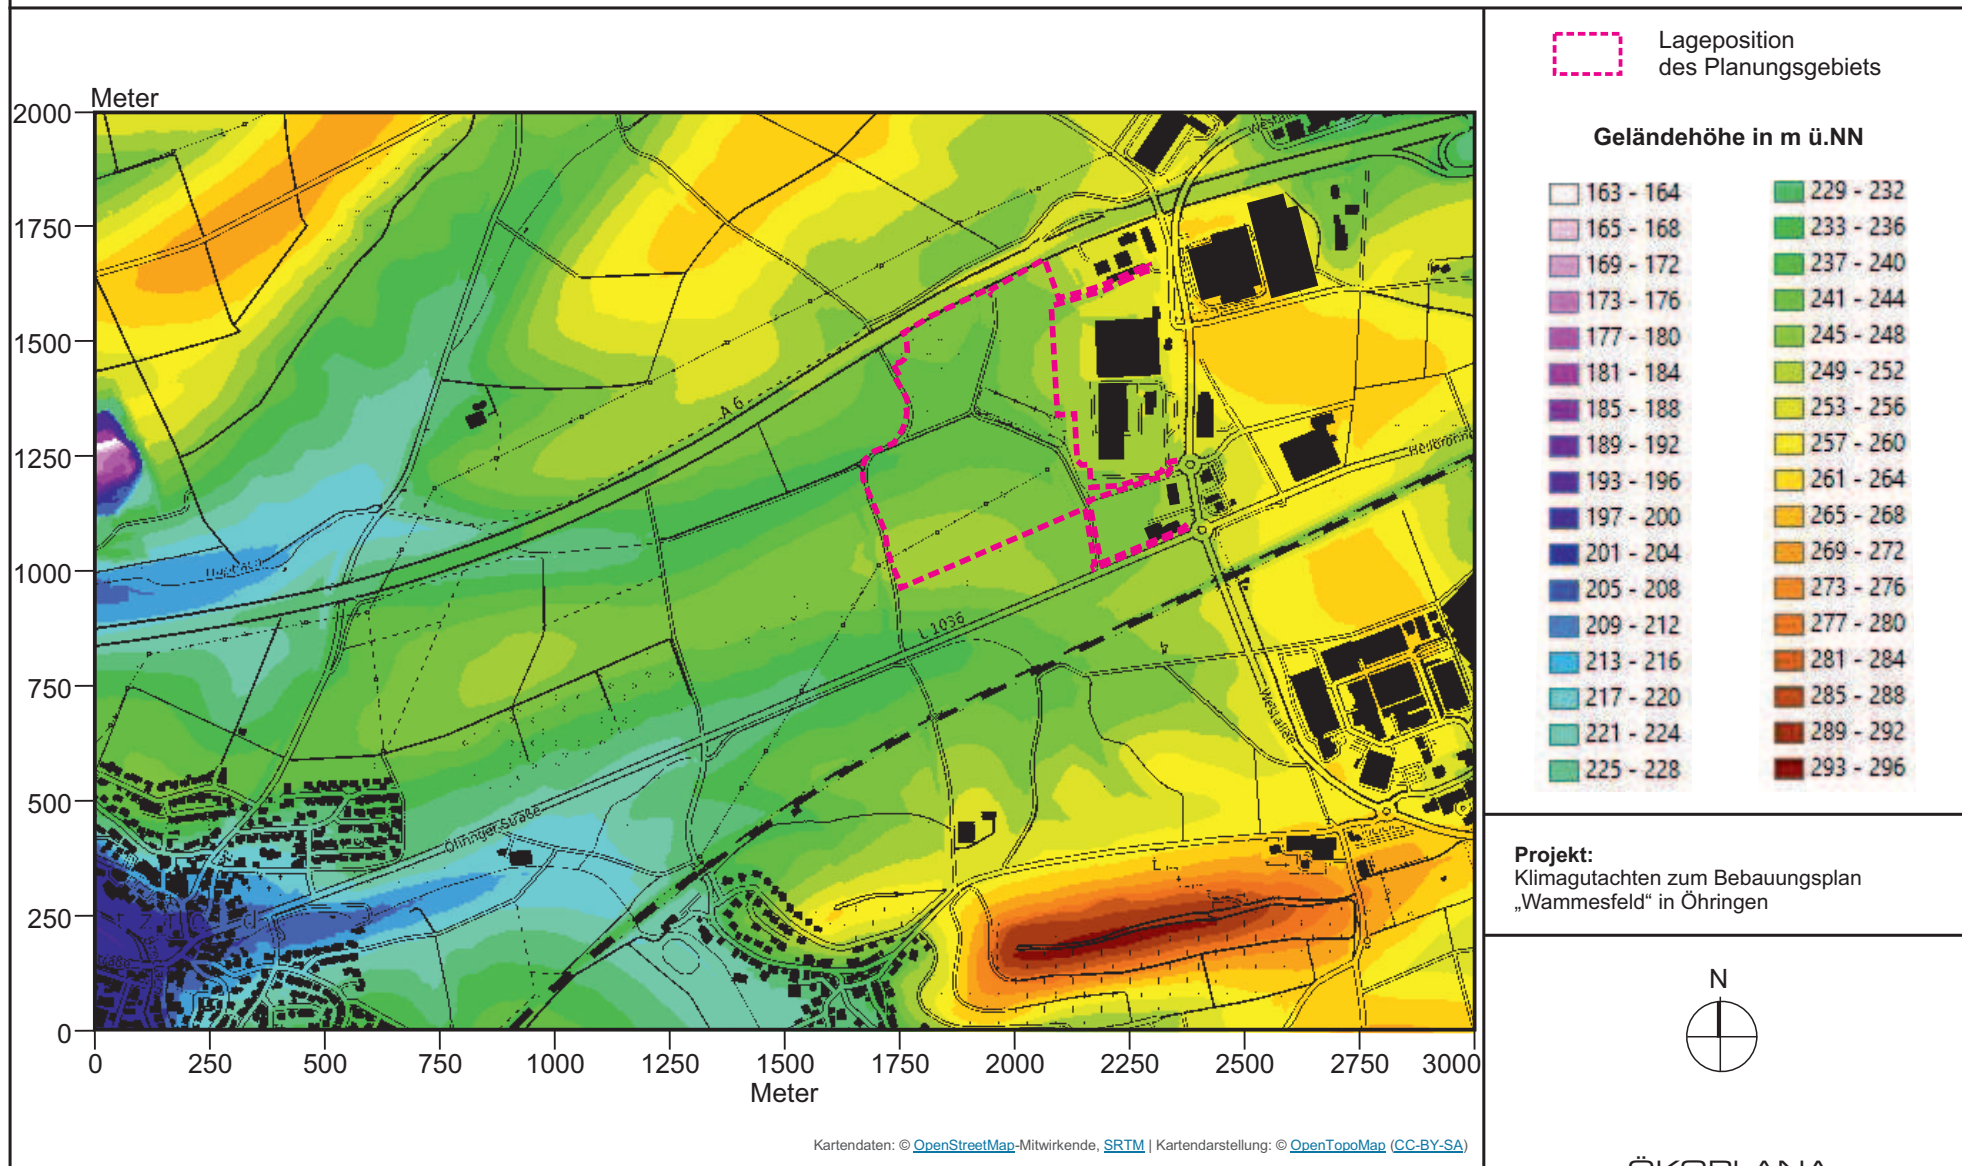 Meter
2000
1750
1500
1250
1000
750
500
250
0
0 250 500 750 1000 1250 1500 1750 2000 2250 2500 2750 3000
Meter
A 6
L 1036
Öhringer Straße
Westallee
Kartendaten: © OpenStreetMap-Mitwirkende, SRTM | Kartendarstellung: © OpenTopoMap (CC-BY-SA)
Lageposition
des Planungsgebiets
Geländehöhe in m ü.NN
163 - 164
165 - 168
169 - 172
173 - 176
177 - 180
181 - 184
185 - 188
189 - 192
193 - 196
197 - 200
201 - 204
205 - 208
209 - 212
213 - 216
217 - 220
221 - 224
225 - 228
229 - 232
233 - 236
237 - 240
241 - 244
245 - 248
249 - 252
253 - 256
257 - 260
261 - 264
265 - 268
269 - 272
273 - 276
277 - 280
281 - 284
285 - 288
289 - 292
293 - 296
Projekt:
Klimagutachten zum Bebauungsplan
„Wammesfeld" in Öhringen
N
ÖKOPLANA